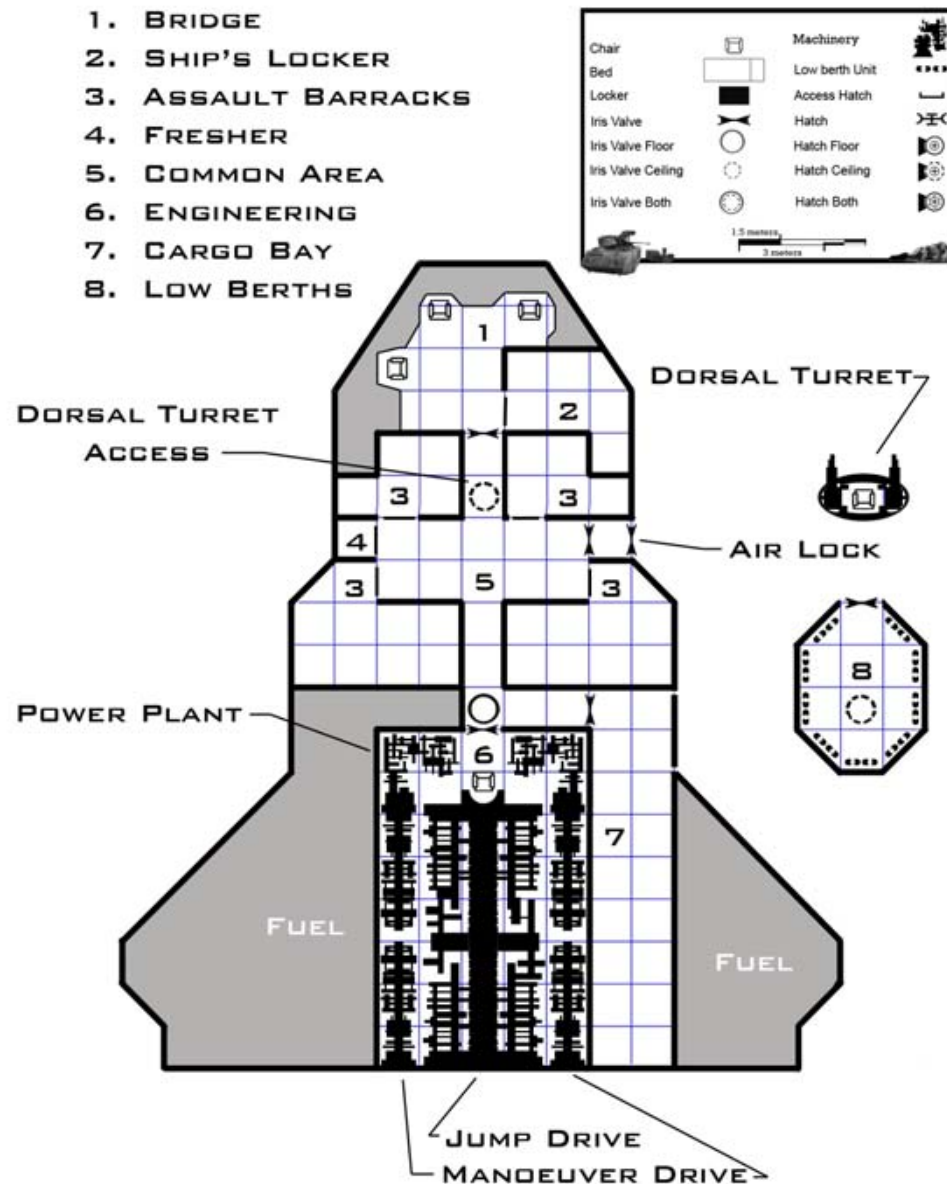 1. BRIDGE
2. SHIP'S LOCKER
3. ASSAULT BARRACKS
4. FRESHER
5. COMMON AREA
6. ENGINEERING
7. CARGO BAY
8. LOW BERTHS
Chair
Bed
Locker
Iris Valve
Iris Valve Floor
Iris Valve Ceiling
Iris Valve Both
Machinery
Low berth Unit
Access Hatch
Hatch
Hatch Floor
Hatch Ceiling
Hatch Both
1.5 meters
3 meters
1
2
DORSAL TURRET
DORSAL TURRET
ACCESS
3
3
4
AIR LOCK
3
5
3
8
POWER PLANT
6
7
FUEL
FUEL
JUMP DRIVE
MANOEUVER DRIVE